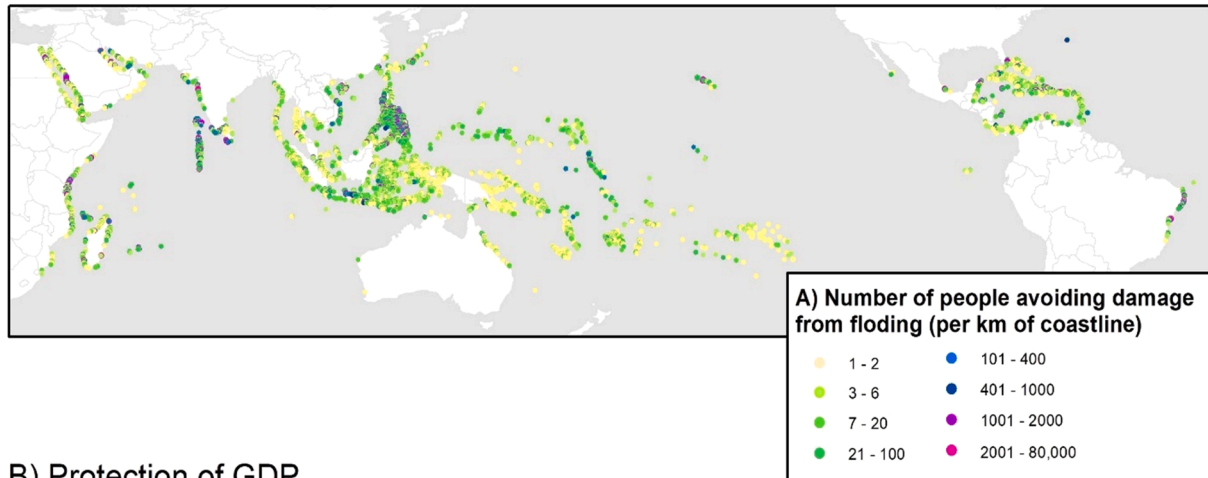 A) Number of people avoiding damage
from floding (per km of coastline)
1 - 2
3 - 6
7 - 20
21 - 100
101 - 400
401 - 1000
1001 - 2000
2001 - 80,000
B) Protection of GDP